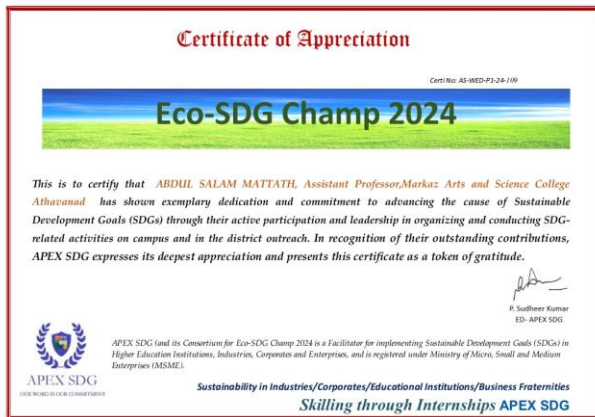 Certificate of Appreciation
Certi No: AS-WED-P1-24-109
Eco-SDG Champ 2024
This is to certify that ABDUL SALAM MATTATH, Assistant Professor,Markaz Arts and Science College
Athavanad has shown exemplary dedication and commitment to advancing the cause of Sustainable
Development Goals (SDGs) through their active participation and leadership in organizing and conducting SDG-
related activities on campus and in the district outreach. In recognition of their outstanding contributions,
APEX SDG expresses its deepest appreciation and presents this certificate as a token of gratitude.
P. Sudheer Kumar
ED- APEX SDG
APEX SDG (and its Consortium for Eco-SDG Champ 2024 is a Facilitator for implementing Sustainable Development Goals (SDGs) in
Higher Education Institutions, Industries, Corporates and Enterprises, and is registered under Ministry of Micro, Small and Medium
Enterprises (MSME).
APEX SDG
OUR WORD IS OUR COMMITMENT
Sustainability in Industries/Corporates/Educational Institutions/Business Fraternities
Skilling through Internships APEX SDG